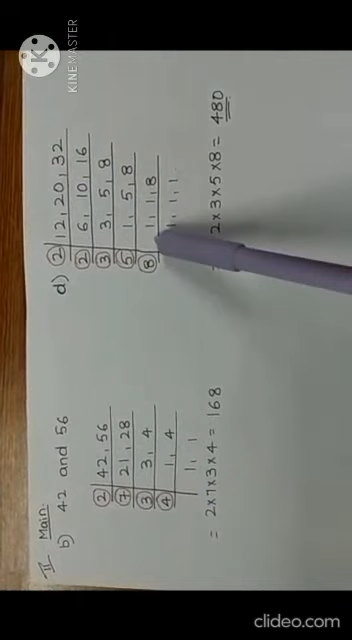 II Main:
b) 42 and 56
2 42, 56
7 21, 28
3 3, 4
4 1, 4
1, 1
= 2×7×3×4 = 168
d) 2 12, 20, 32
2 6, 10, 16
3 3, 5, 8
5 1, 5, 8
8 1, 1, 8
1, 1, 1
2×3×5×8 = 480
KINEMASTER
clideo.com